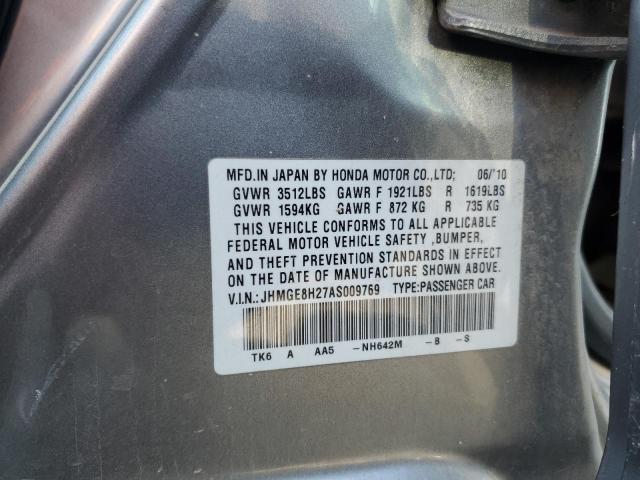 MFD.IN JAPAN BY HONDA MOTOR CO.,LTD; 06/'10
GVWR 3512LBS GAWR F 1921LBS R 1619LBS
GVWR 1594KG GAWR F 872 KG R 735 KG
THIS VEHICLE CONFORMS TO ALL APPLICABLE
FEDERAL MOTOR VEHICLE SAFETY ,BUMPER,
AND THEFT PREVENTION STANDARDS IN EFFECT
ON THE DATE OF MANUFACTURE SHOWN ABOVE.
V.I.N.:JHMGE8H27AS009769 TYPE:PASSENGER CAR
TK6 A AA5 -NH642M -B -S